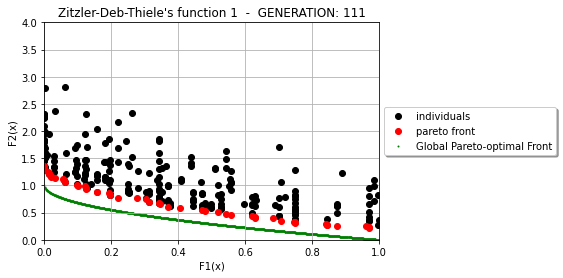 Zitzler-Deb-Thiele's function 1  -  GENERATION: 111
4.0
3.5
3.0
2.5
2.0
1.5
1.0
0.5
0.0
F2(x)
0.0 0.2 0.4 0.6 0.8 1.0
F1(x)
individuals
pareto front
Global Pareto-optimal Front